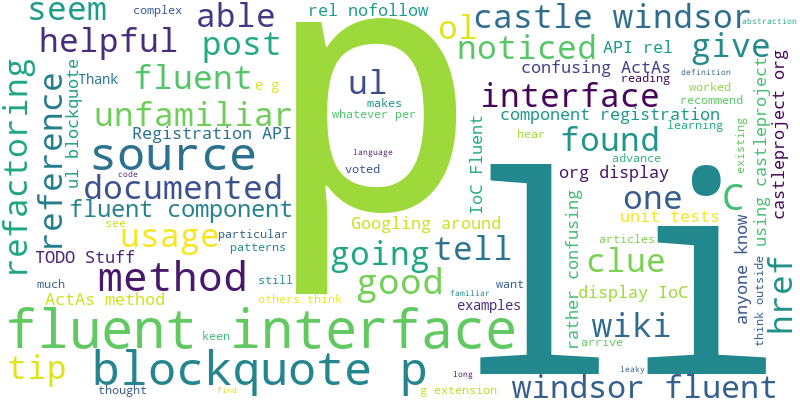 seem
complex
able
rel nofollow
castle windsor
abstraction
helpful
post
p
ol
noticed
API rel
give
Thank
fluent
e g
ul
confusing ActAs
definition
reading
makes
interface
worked
recommend
unfamiliar
whatever per
component registration
learning
refactoring
reference
ul blockquote
Registration API
source
language
voted
code
IoC Fluent
hear
found
advance
existing
using castleproject
castleproject org
documented
li
org display
one
C
fluent component
see
usage
particular
patterns
Googling around
unit tests
going
tell
rather confusing
articles
clue
anyone know
think outside
href
TODO Stuff
method
much
still
good
want
familiar
display IoC
ActAs method
others think
examples
wiki
fluent interface
keen
arrive
tip
blockquote p
thought
find
g extension
long
leaky
windsor fluent